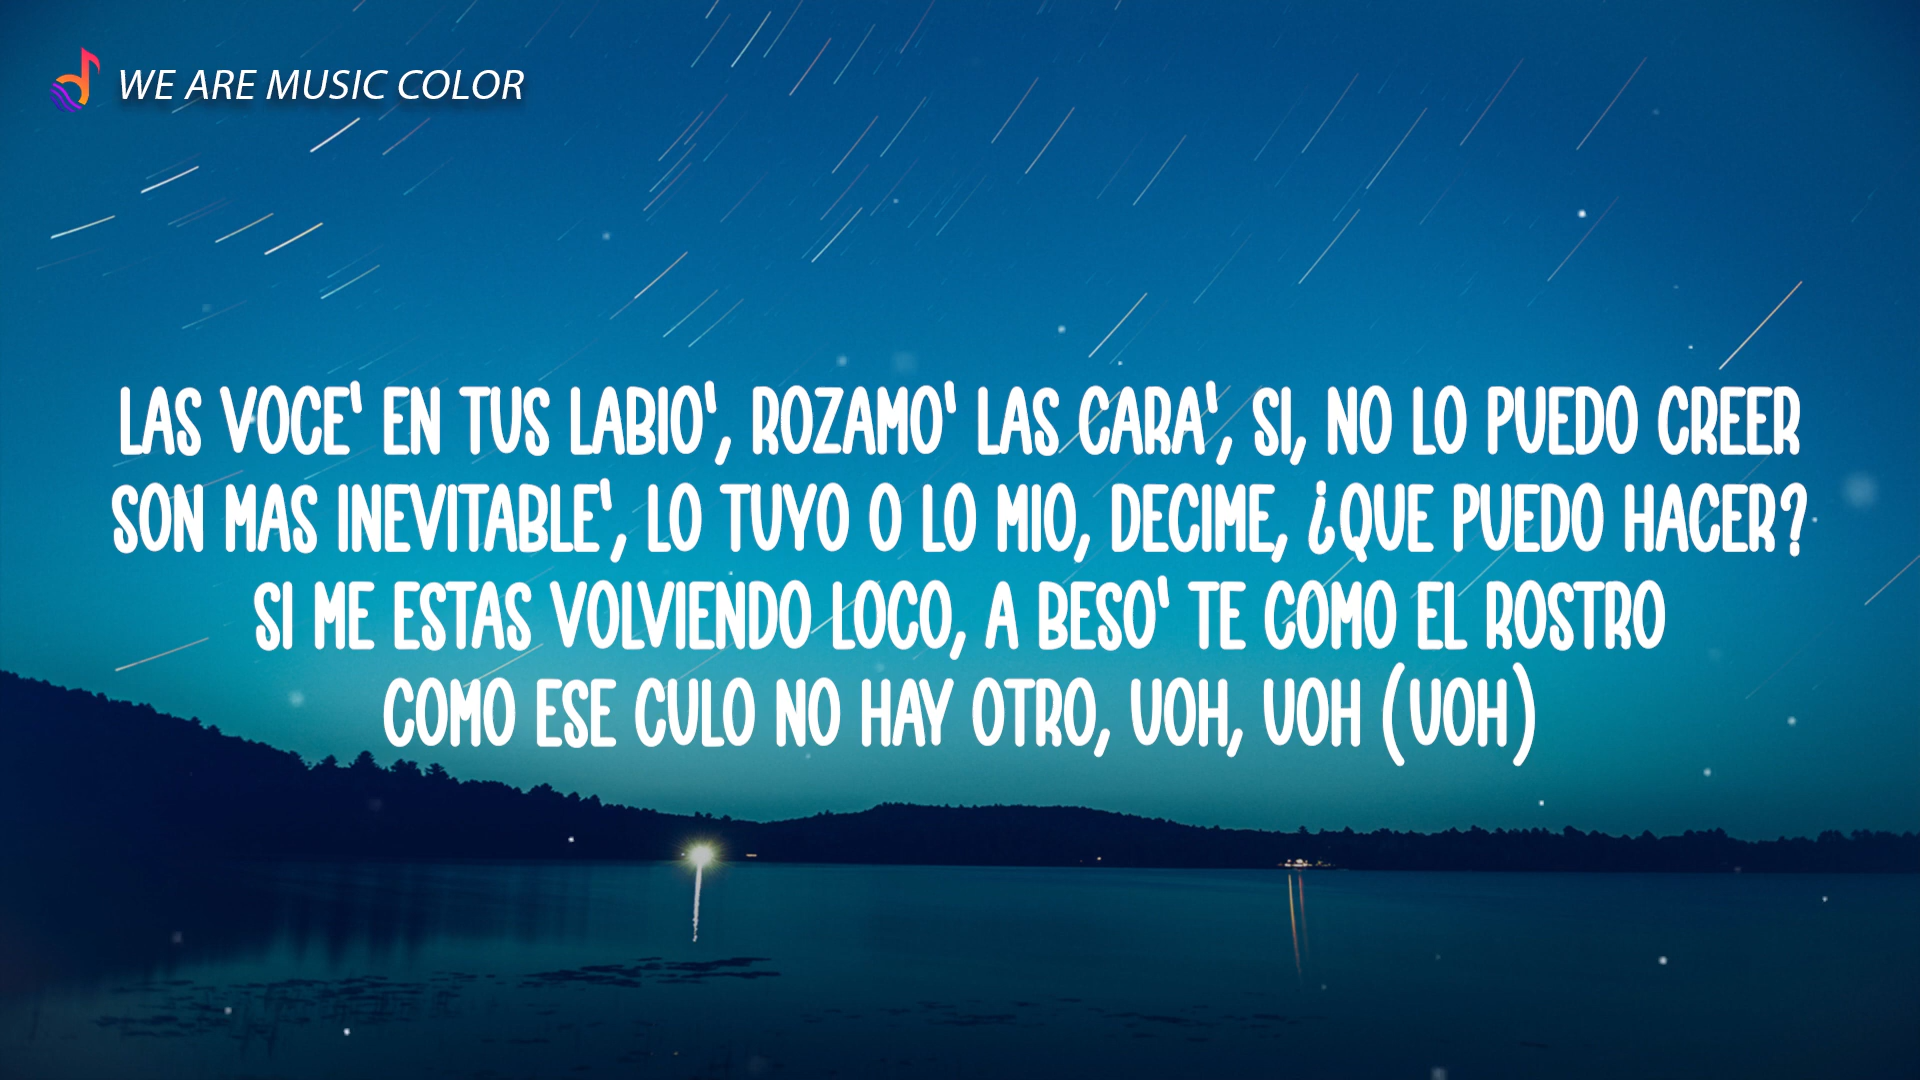 WE ARE MUSIC COLOR
LAS VOCE' EN TUS LABIO', ROZAMO' LAS CARA', SI, NO LO PUEDO CREER
SON MAS INEVITABLE', LO TUYO O LO MIO, DECIME, ¿QUE PUEDO HACER?
SI ME ESTAS VOLVIENDO LOCO, A BESO' TE COMO EL ROSTRO
COMO ESE CULO NO HAY OTRO, UOH, UOH (UOH)